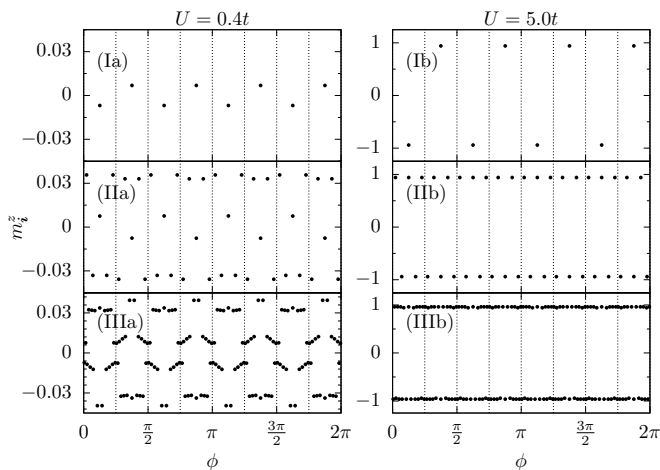 U = 0.4t U = 5.0t
0.03 (Ia) 1 (Ib)
0 0
−0.03 −1
0.03 (IIa) 1 (IIb)
0 0
−0.03 −1
0.03 (IIIa) 1 (IIIb)
0 0
−0.03 −1
m_i^z
0 π/2 π 3π/2 2π 0 π/2 π 3π/2 2π
ϕ ϕ